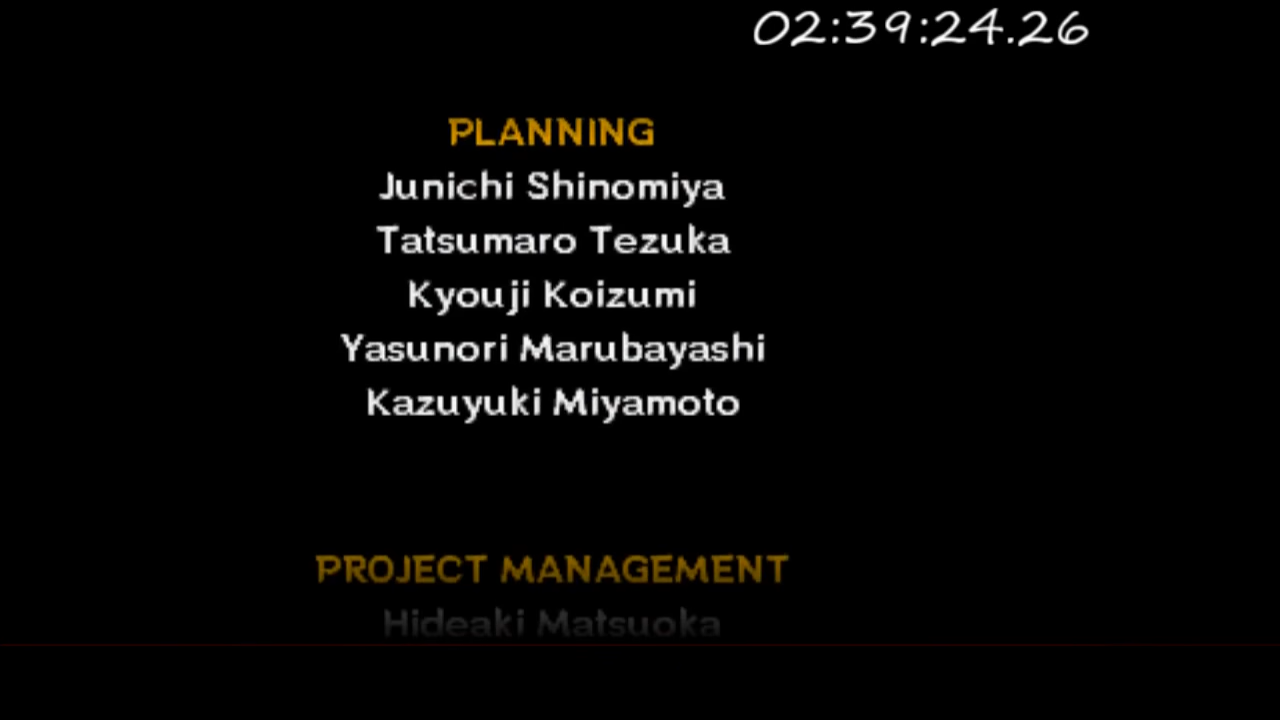 02:39:24.26
PLANNING
Junichi Shinomiya
Tatsumaro Tezuka
Kyouji Koizumi
Yasunori Marubayashi
Kazuyuki Miyamoto
PROJECT MANAGEMENT
Hideaki Matsuoka